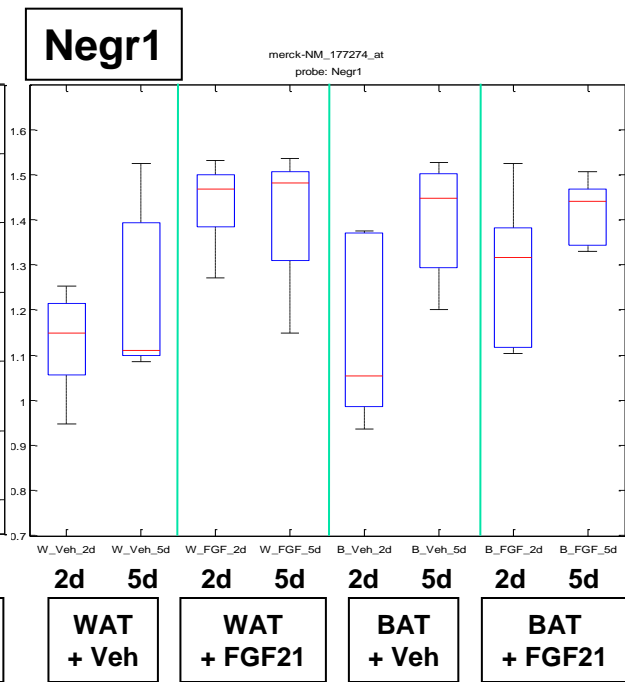 Negr1
merck-NM_177274_at
probe: Negr1
1.6
1.5
1.4
1.3
1.2
1.1
1
0.9
0.8
0.7
W_Veh_2d W_Veh_5d W_FGF_2d W_FGF_5d B_Veh_2d B_Veh_5d B_FGF_2d B_FGF_5d
2d 5d 2d 5d 2d 5d 2d 5d
WAT WAT BAT BAT
+ Veh + FGF21 + Veh + FGF21